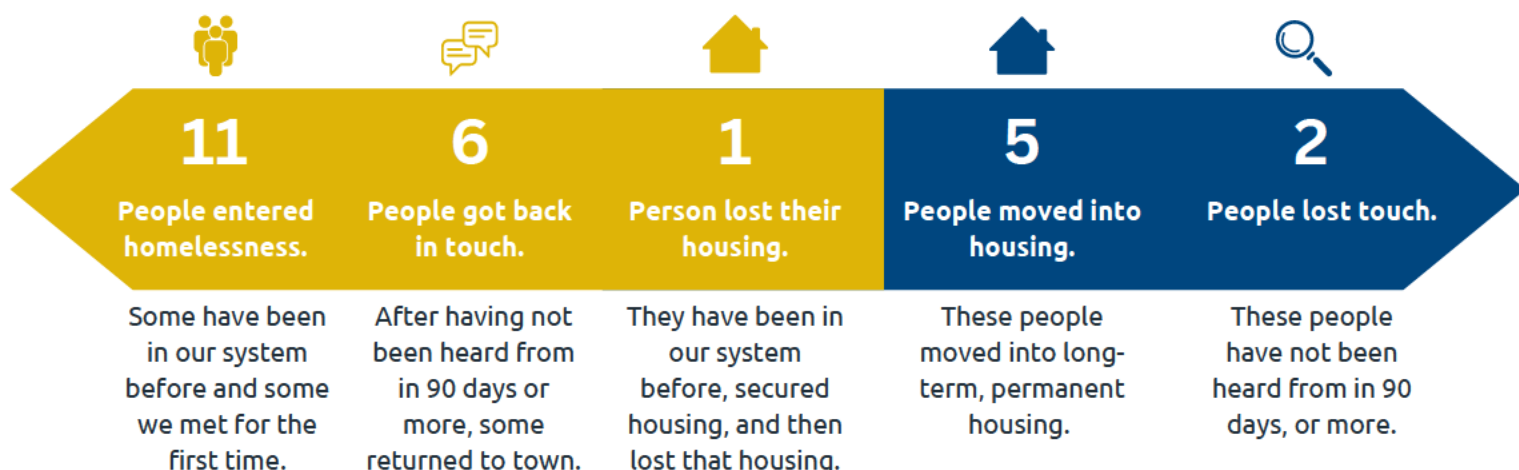 11
People entered
homelessness.
Some have been
in our system
before and some
we met for the
first time.
6
People got back
in touch.
After having not
been heard from
in 90 days or
more, some
returned to town.
1
Person lost their
housing.
They have been in
our system
before, secured
housing, and then
lost that housing.
5
People moved into
housing.
These people
moved into long-
term, permanent
housing.
2
People lost touch.
These people
have not been
heard from in 90
days, or more.